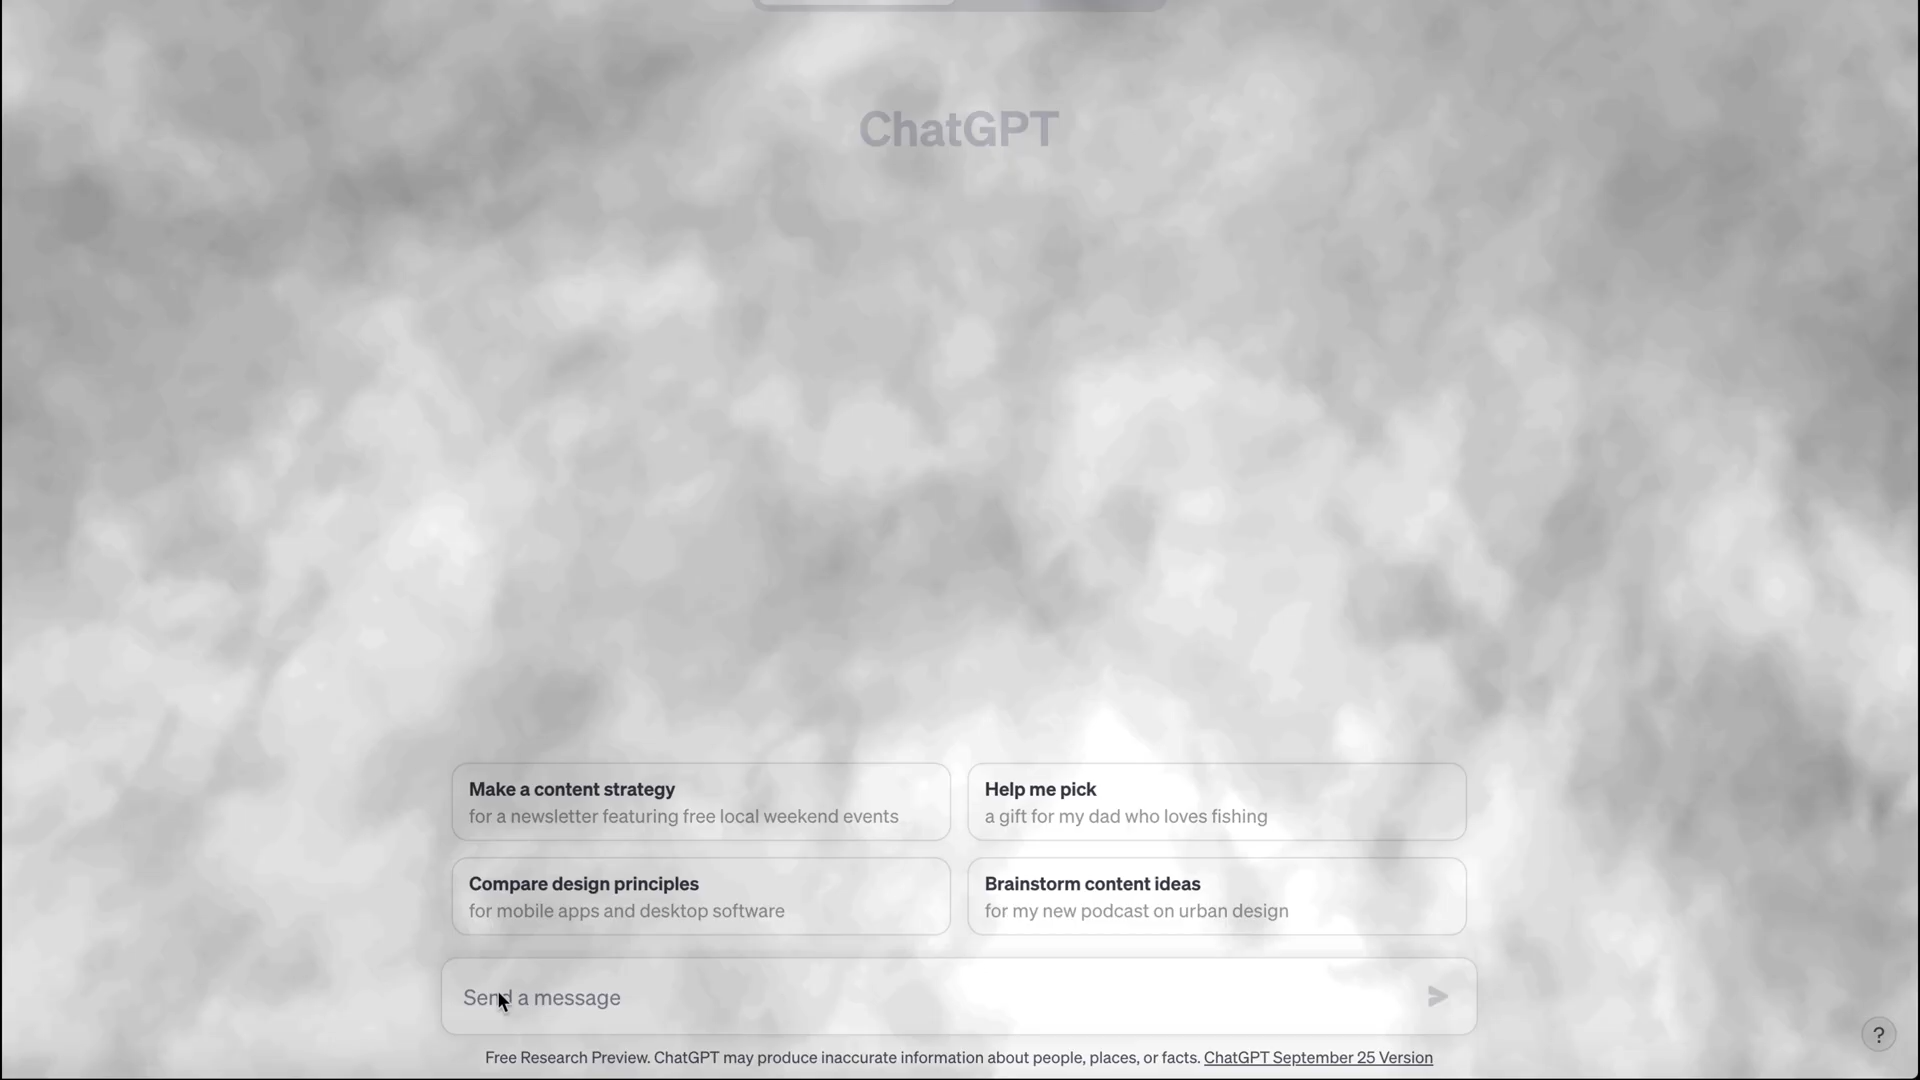 ChatGPT
Make a content strategy
for a newsletter featuring free local weekend events
Help me pick
a gift for my dad who loves fishing
Compare design principles
for mobile apps and desktop software
Brainstorm content ideas
for my new podcast on urban design
Send a message
Free Research Preview. ChatGPT may produce inaccurate information about people, places, or facts. ChatGPT September 25 Version
?